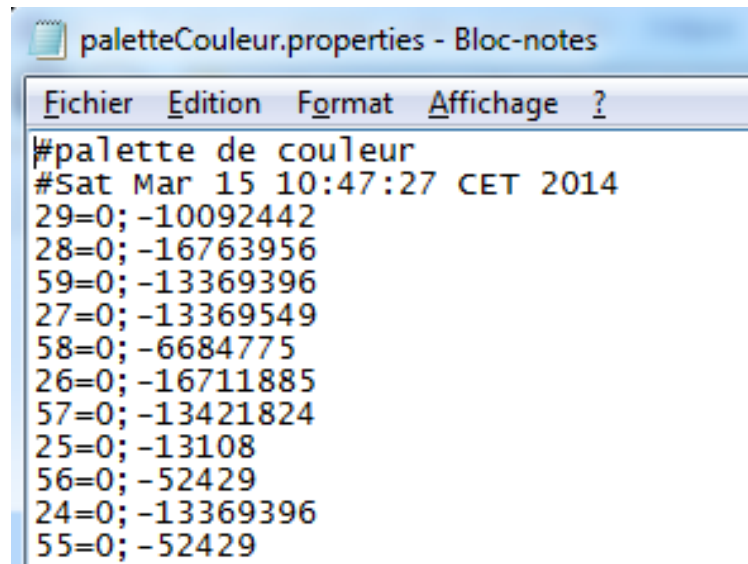 paletteCouleur.properties - Bloc-notes
Fichier Edition Format Affichage ?
#palette de couleur
#Sat Mar 15 10:47:27 CET 2014
29=0;-10092442
28=0;-16763956
59=0;-13369396
27=0;-13369549
58=0;-6684775
26=0;-16711885
57=0;-13421824
25=0;-13108
56=0;-52429
24=0;-13369396
55=0;-52429